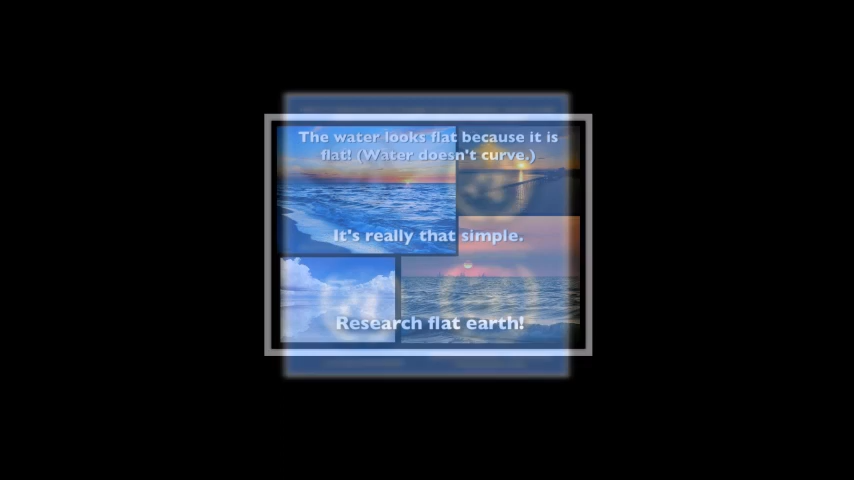 The water looks flat because it is
flat! (Water doesn't curve.)
It's really that simple.
Research flat earth!